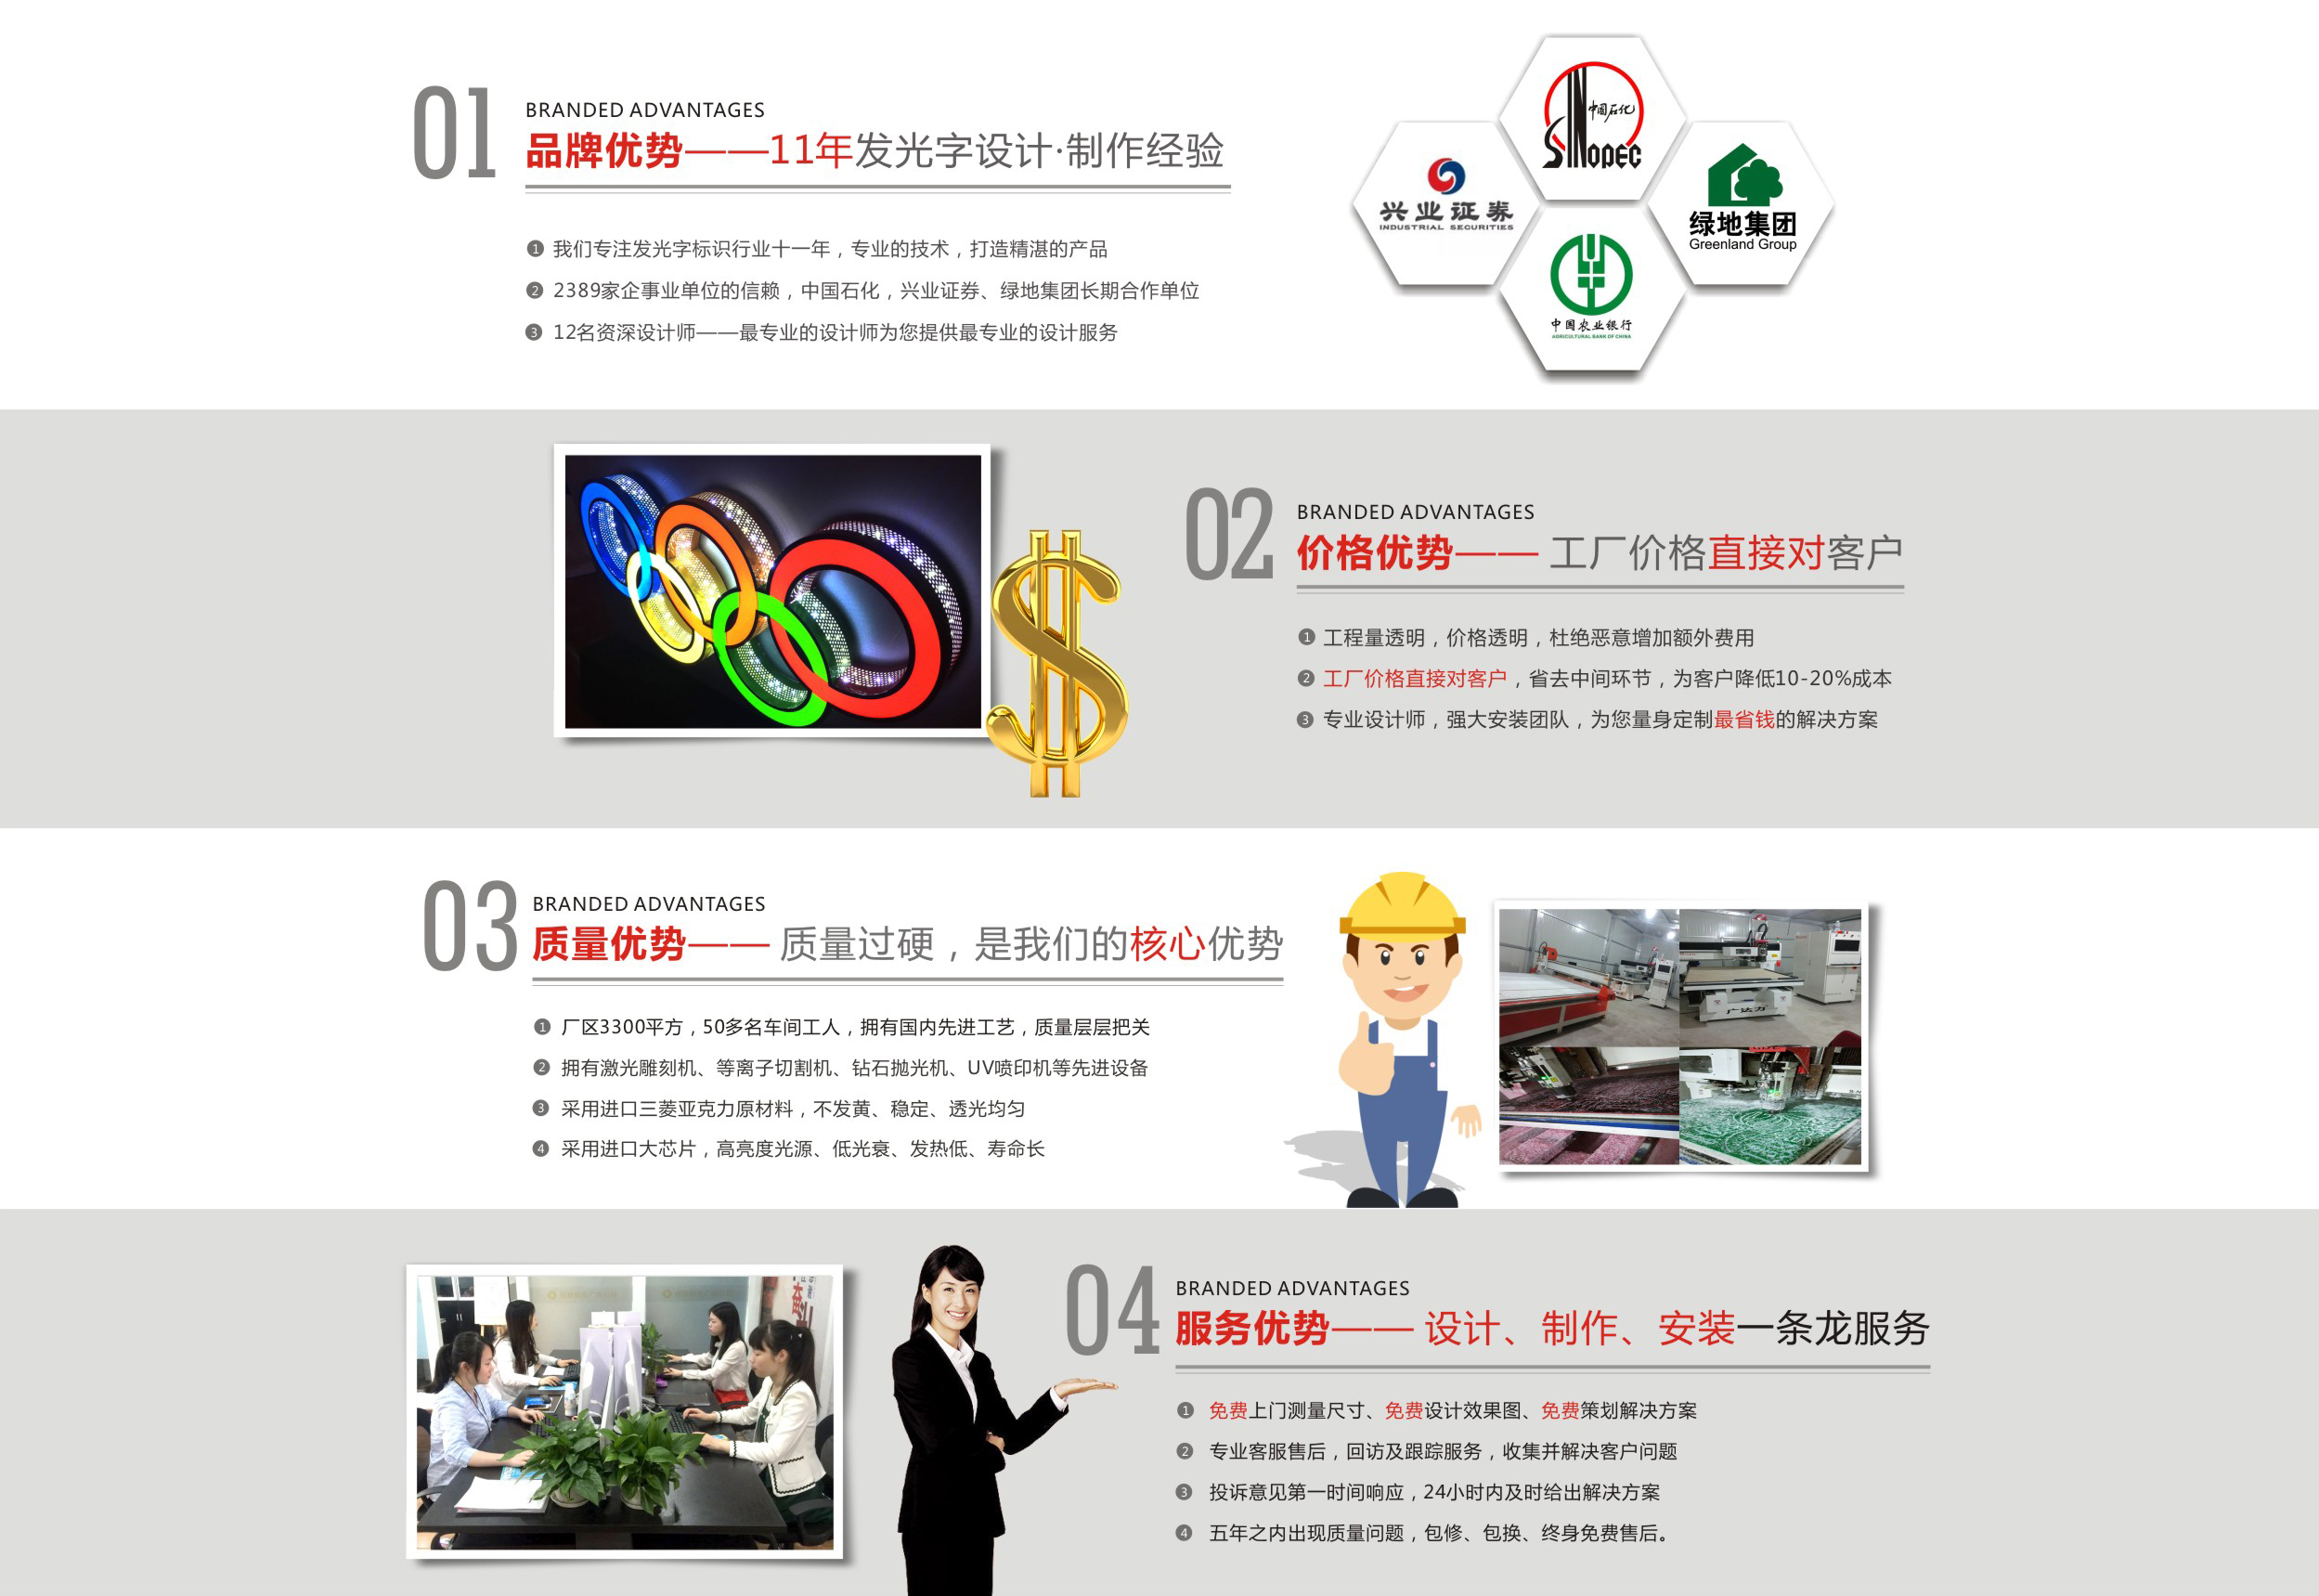 01
BRANDED ADVANTAGES
品牌优势——11年发光字设计·制作经验
1 我们专注发光字标识行业十一年，专业的技术，打造精湛的产品
2 2389家企事业单位的信赖，中国石化，兴业证券、绿地集团长期合作单位
3 12名资深设计师——最专业的设计师为您提供最专业的设计服务
中国石化
SINOPEC
兴业证券
INDUSTRIAL SECURITIES
绿地集团
Greenland Group
中国农业银行
AGRICULTURAL BANK OF CHINA
02
BRANDED ADVANTAGES
价格优势—— 工厂价格直接对客户
1 工程量透明，价格透明，杜绝恶意增加额外费用
2 工厂价格直接对客户，省去中间环节，为客户降低10-20%成本
3 专业设计师，强大安装团队，为您量身定制最省钱的解决方案
03
BRANDED ADVANTAGES
质量优势—— 质量过硬，是我们的核心优势
1 厂区3300平方，50多名车间工人，拥有国内先进工艺，质量层层把关
2 拥有激光雕刻机、等离子切割机、钻石抛光机、UV喷印机等先进设备
3 采用进口三菱亚克力原材料，不发黄、稳定、透光均匀
4 采用进口大芯片，高亮度光源、低光衰、发热低、寿命长
广达力
04
BRANDED ADVANTAGES
服务优势—— 设计、制作、安装一条龙服务
1 免费上门测量尺寸、免费设计效果图、免费策划解决方案
2 专业客服售后，回访及跟踪服务，收集并解决客户问题
3 投诉意见第一时间响应，24小时内及时给出解决方案
4 五年之内出现质量问题，包修、包换、终身免费售后。